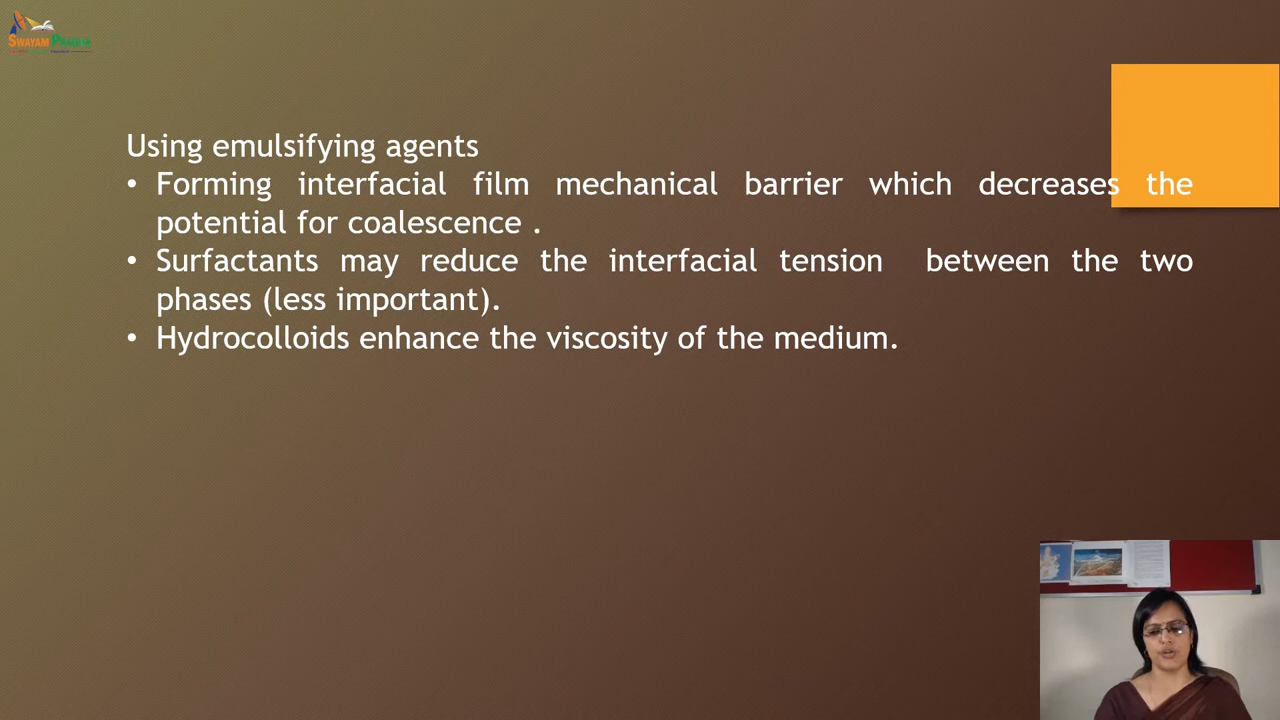 SWAYAM PRABHA
Using emulsifying agents
• Forming interfacial film mechanical barrier which decreases the
potential for coalescence .
• Surfactants may reduce the interfacial tension between the two
phases (less important).
• Hydrocolloids enhance the viscosity of the medium.